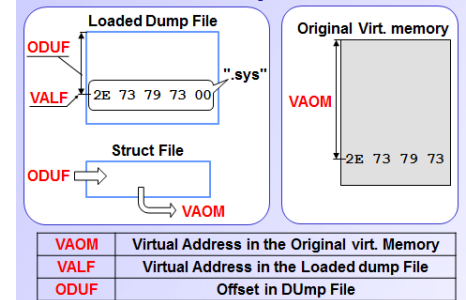 Loaded Dump File
ODUF
".sys"
VALF
2E 73 79 73 00
Struct File
ODUF
VAOM
Original Virt. memory
VAOM
2E 73 79 73
VAOM Virtual Address in the Original virt. Memory
VALF Virtual Address in the Loaded dump File
ODUF Offset in DUmp File